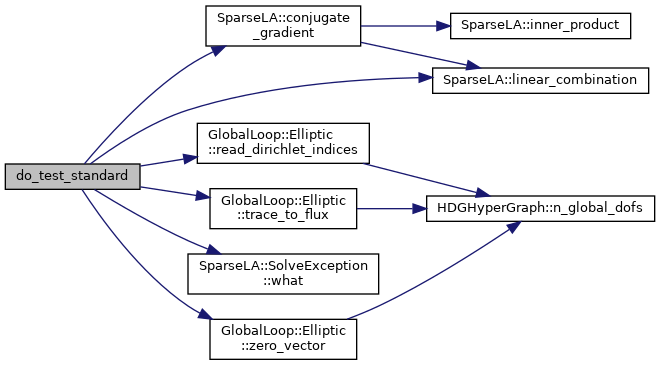 SparseLA::conjugate
_gradient
SparseLA::inner_product
SparseLA::linear_combination
do_test_standard
GlobalLoop::Elliptic
::read_dirichlet_indices
GlobalLoop::Elliptic
::trace_to_flux
HDGHyperGraph::n_global_dofs
SparseLA::SolveException
::what
GlobalLoop::Elliptic
::zero_vector